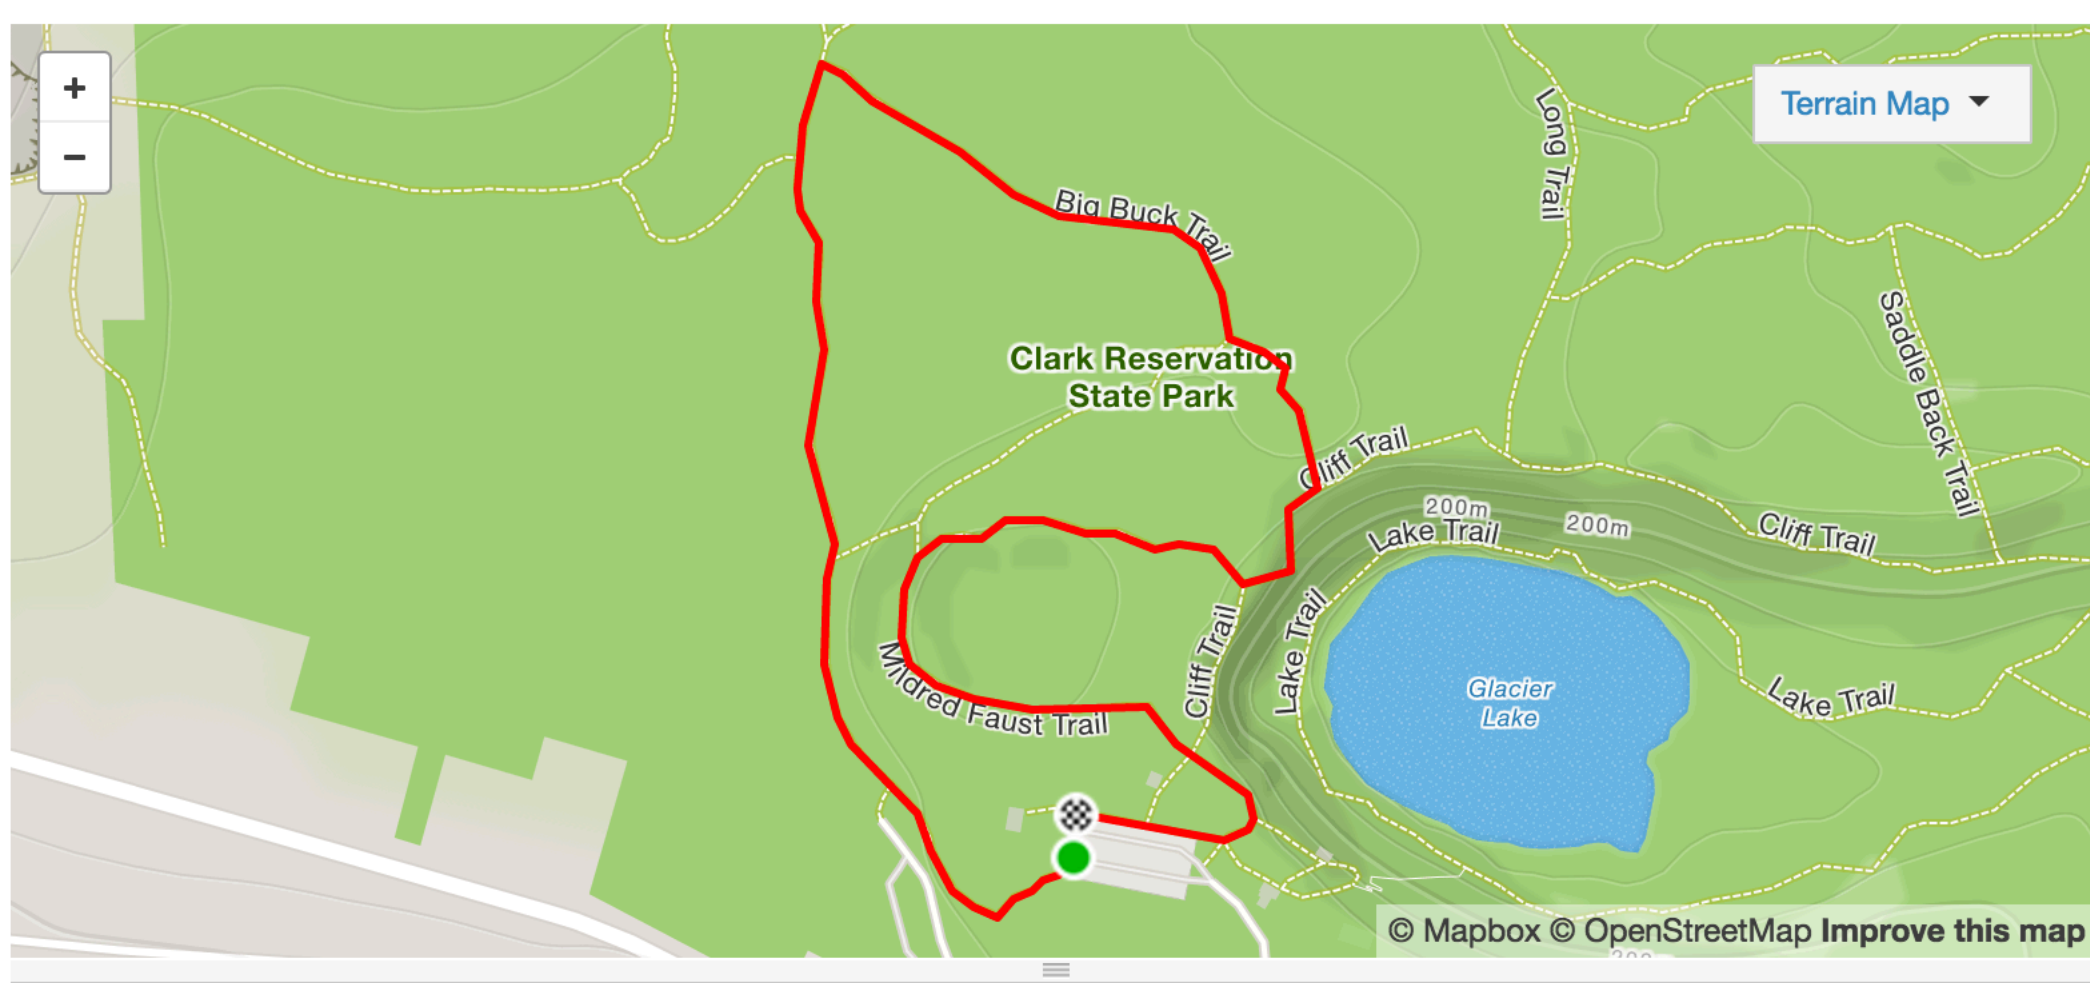 +
−
Terrain Map
Long Trail
Big Buck Trail
Clark Reservation
State Park
Saddle Back Trail
Cliff Trail
200m
200m
Lake Trail
Cliff Trail
Cliff Trail
Lake Trail
Mildred Faust Trail
Glacier
Lake
Lake Trail
© Mapbox © OpenStreetMap Improve this map